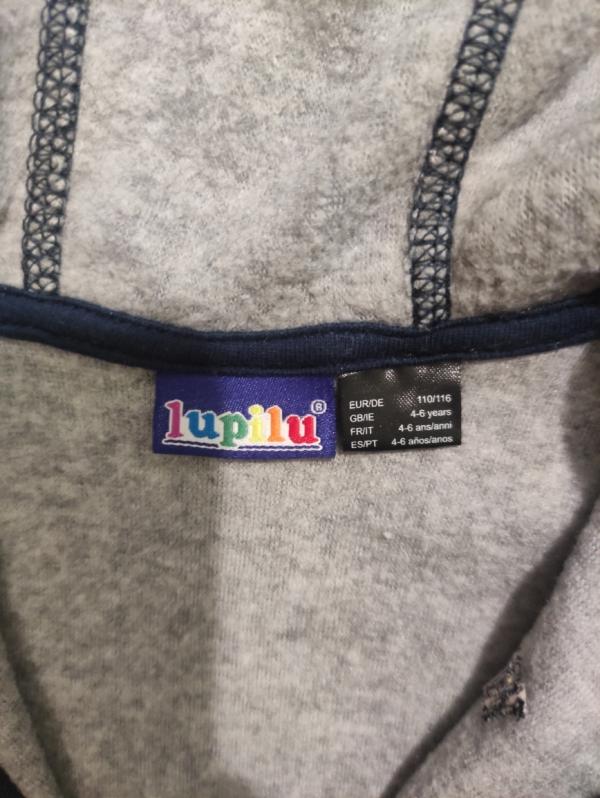 lupilu®
EUR/DE 110/116
GB/IE 4-6 years
FR/IT 4-6 ans/anni
ES/PT 4-6 años/anos